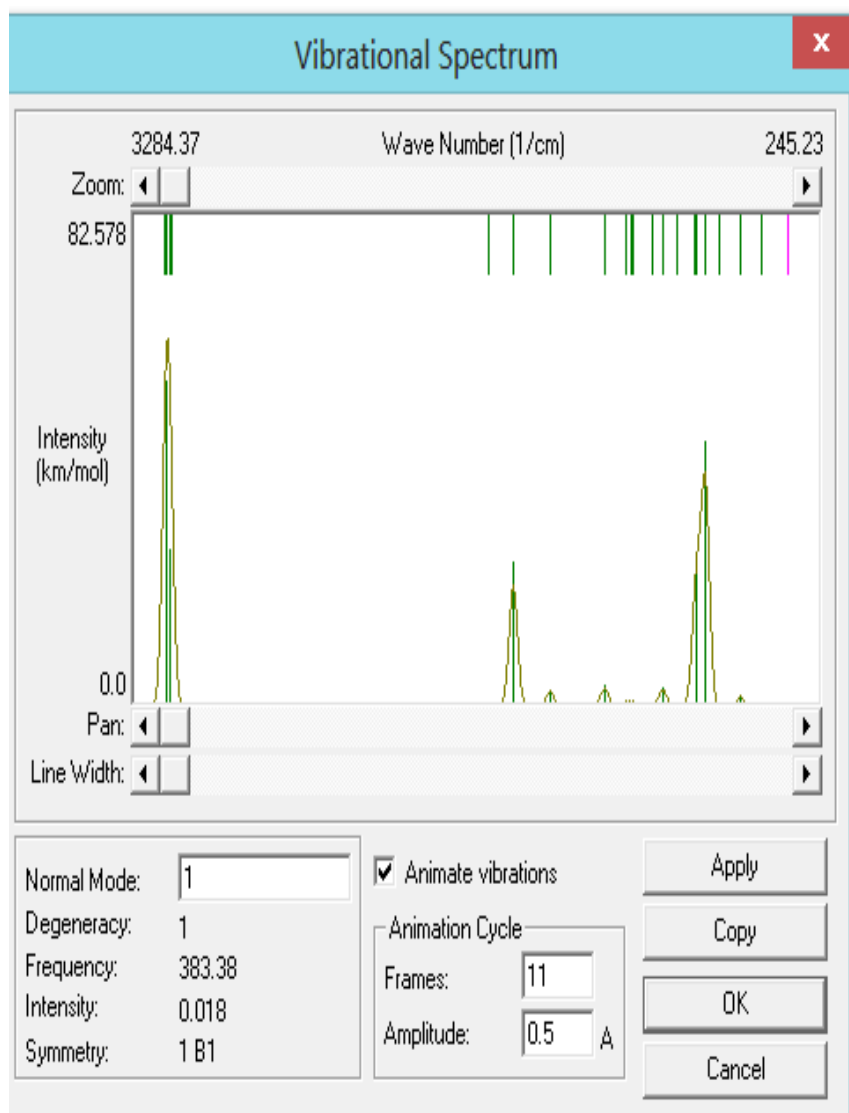 Vibrational Spectrum
x
3284.37 Wave Number (1/cm) 245.23
Zoom:
82.578
Intensity
(km/mol)
0.0
Pan:
Line Width:
Normal Mode: 1
Degeneracy: 1
Frequency: 383.38
Intensity: 0.018
Symmetry: 1 B1
Animate vibrations
Animation Cycle
Frames: 11
Amplitude: 0.5 A
Apply
Copy
OK
Cancel